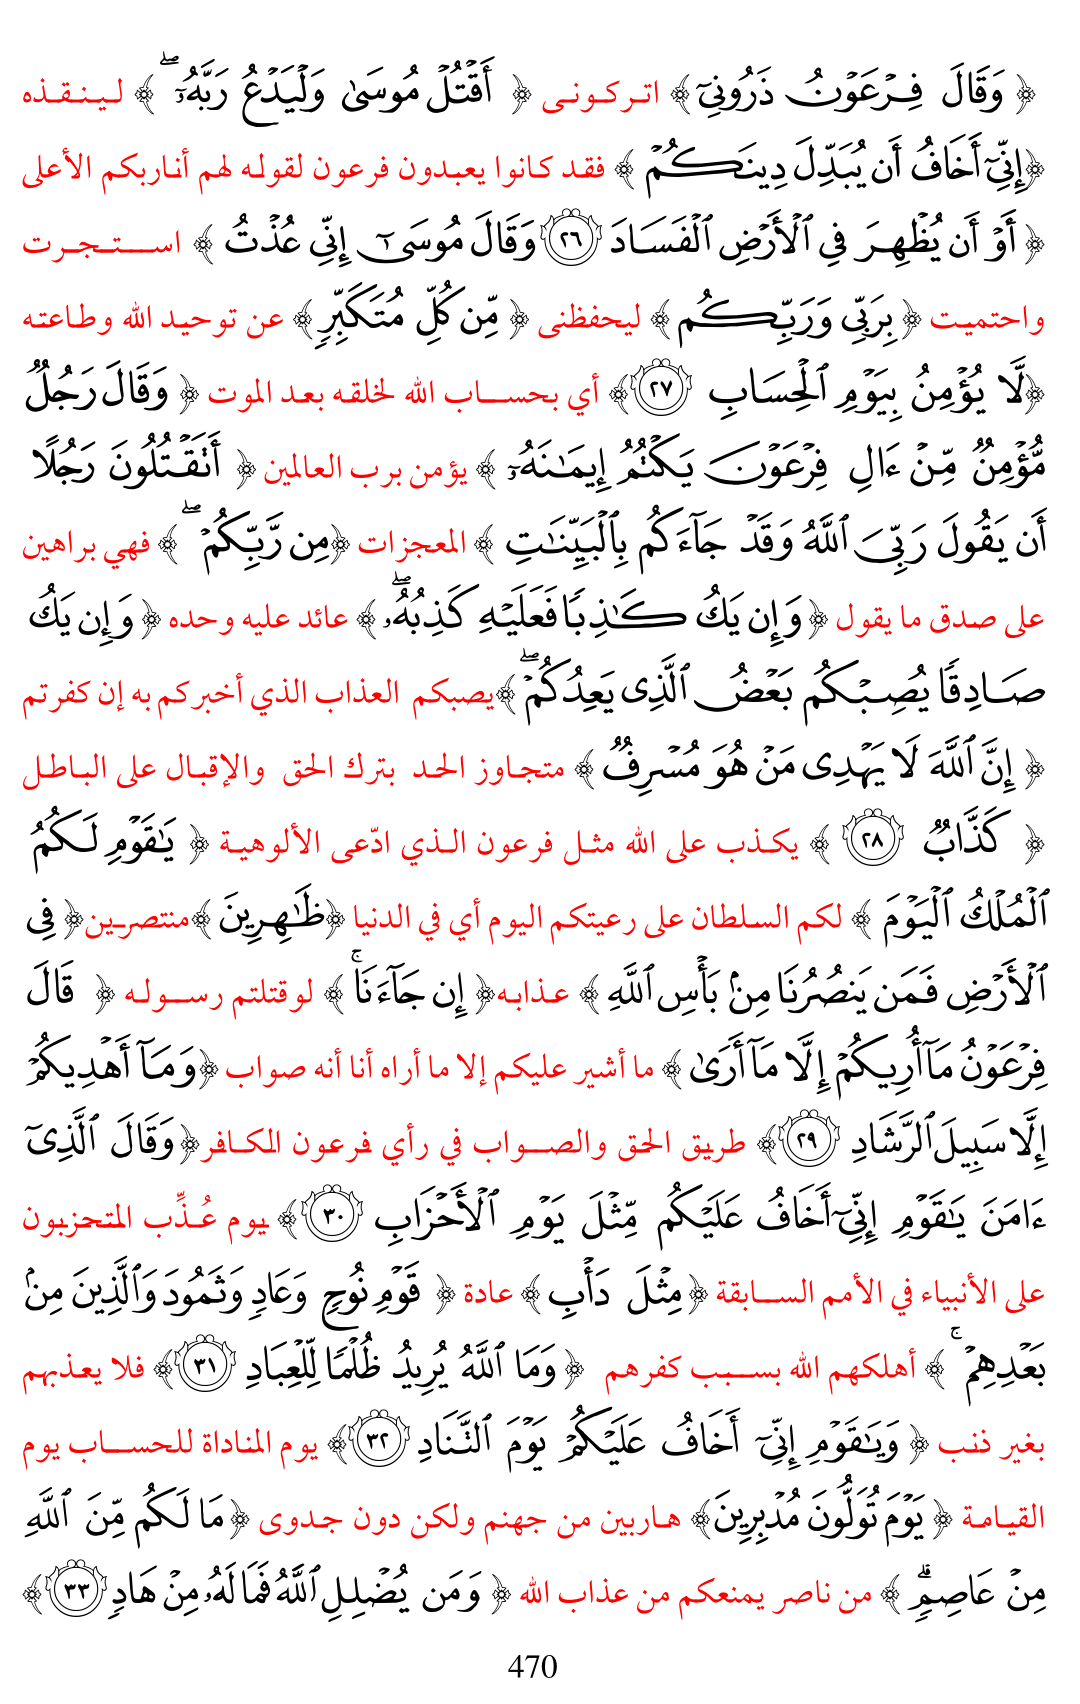 ﴿ وَقَالَ فِرْعَوْنُ ذَرُونِيٓ ﴾ اتركونى ﴿ أَقْتُلْ مُوسَىٰ وَلْيَدْعُ رَبَّهُۥٓ ۖ ﴾ لينقذه
﴿ إِنِّيٓ أَخَافُ أَن يُبَدِّلَ دِينَكُمْ ﴾ فقد كانوا يعبدون فرعون لقوله لهم أناربكم الأعلى
﴿ أَوْ أَن يُظْهِرَ فِي ٱلْأَرْضِ ٱلْفَسَادَ ٢٦ وَقَالَ مُوسَىٰٓ إِنِّي عُذْتُ ﴾ استجرت
واحتميت ﴿ بِرَبِّي وَرَبِّكُم ﴾ ليحفظنى ﴿ مِّن كُلِّ مُتَكَبِّرٍ ﴾ عن توحيد الله وطاعته
﴿ لَّا يُؤْمِنُ بِيَوْمِ ٱلْحِسَابِ ٢٧ ﴾ أي بحساب الله لخلقه بعد الموت ﴿ وَقَالَ رَجُلٌ
مُّؤْمِنٌ مِّنْ ءَالِ فِرْعَوْنَ يَكْتُمُ إِيمَـٰنَهُۥٓ ﴾ يؤمن برب العالمين ﴿ أَتَقْتُلُونَ رَجُلًا
أَن يَقُولَ رَبِّيَ ٱللَّهُ وَقَدْ جَآءَكُم بِٱلْبَيِّنَـٰتِ ﴾ المعجزات ﴿ مِن رَّبِّكُمْ ۖ ﴾ فهي براهين
على صدق ما يقول ﴿ وَإِن يَكُ كَـٰذِبًا فَعَلَيْهِ كَذِبُهُۥ ۖ ﴾ عائد عليه وحده ﴿ وَإِن يَكُ
صَادِقًا يُصِبْكُم بَعْضُ ٱلَّذِى يَعِدُكُمْ ۖ ﴾ يصبكم العذاب الذي أخبركم به إن كفرتم
﴿ إِنَّ ٱللَّهَ لَا يَهْدِى مَنْ هُوَ مُسْرِفٌ ﴾ متجاوز الحد بترك الحق والإقبال على الباطل
﴿ كَذَّابٌ ٢٨ ﴾ يكذب على الله مثل فرعون الذي ادّعى الألوهية ﴿ يَـٰقَوْمِ لَكُمُ
ٱلْمُلْكُ ٱلْيَوْمَ ﴾ لكم السلطان على رعيتكم اليوم أي في الدنيا ﴿ ظَـٰهِرِينَ ﴾ منتصرين ﴿ فِى
ٱلْأَرْضِ فَمَن يَنصُرُنَا مِنۢ بَأْسِ ٱللَّهِ ﴾ عذابه ﴿ إِن جَآءَنَا ۚ ﴾ لوقتلتم رسوله ﴿ قَالَ
فِرْعَوْنُ مَآ أُرِيكُمْ إِلَّا مَآ أَرَىٰ ﴾ ما أشير عليكم إلا ما أراه أنا أنه صواب ﴿ وَمَآ أَهْدِيكُمْ
إِلَّا سَبِيلَ ٱلرَّشَادِ ٢٩ ﴾ طريق الحق والصواب في رأي فرعون الكافر ﴿ وَقَالَ ٱلَّذِىٓ
ءَامَنَ يَـٰقَوْمِ إِنِّيٓ أَخَافُ عَلَيْكُم مِّثْلَ يَوْمِ ٱلْأَحْزَابِ ٣٠ ﴾ يوم عُذِّب المتحزبون
على الأنبياء في الأمم السابقة ﴿ مِثْلَ دَأْبِ ﴾ عادة ﴿ قَوْمِ نُوحٍ وَعَادٍ وَثَمُودَ وَٱلَّذِينَ مِنۢ
بَعْدِهِمْ ۚ ﴾ أهلكهم الله بسبب كفرهم ﴿ وَمَا ٱللَّهُ يُرِيدُ ظُلْمًا لِّلْعِبَادِ ٣١ ﴾ فلا يعذبهم
بغير ذنب ﴿ وَيَـٰقَوْمِ إِنِّيٓ أَخَافُ عَلَيْكُمْ يَوْمَ ٱلتَّنَادِ ٣٢ ﴾ يوم المناداة للحساب يوم
القيامة ﴿ يَوْمَ تُوَلُّونَ مُدْبِرِينَ ﴾ هاربين من جهنم ولكن دون جدوى ﴿ مَا لَكُم مِّنَ ٱللَّهِ
مِنْ عَاصِمٍ ۗ ﴾ من ناصر يمنعكم من عذاب الله ﴿ وَمَن يُضْلِلِ ٱللَّهُ فَمَا لَهُۥ مِنْ هَادٍ ٣٣ ﴾
470